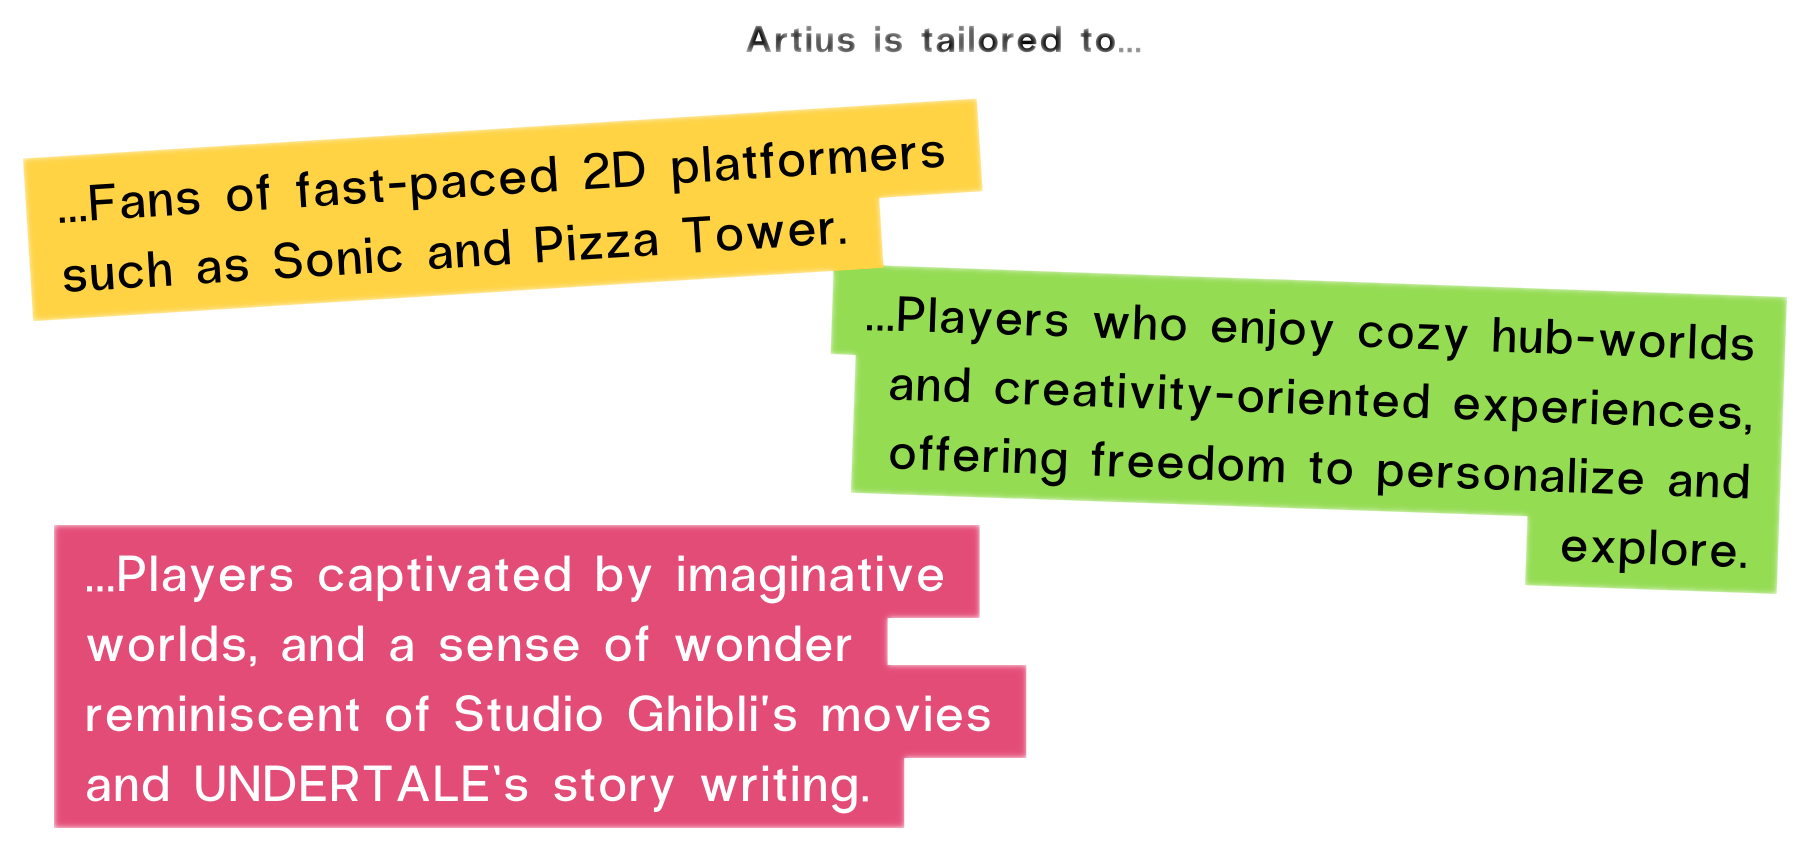 Artius is tailored to...
...Fans of fast-paced 2D platformers
such as Sonic and Pizza Tower.
...Players who enjoy cozy hub-worlds
and creativity-oriented experiences,
offering freedom to personalize and
explore.
...Players captivated by imaginative
worlds, and a sense of wonder
reminiscent of Studio Ghibli's movies
and UNDERTALE`s story writing.